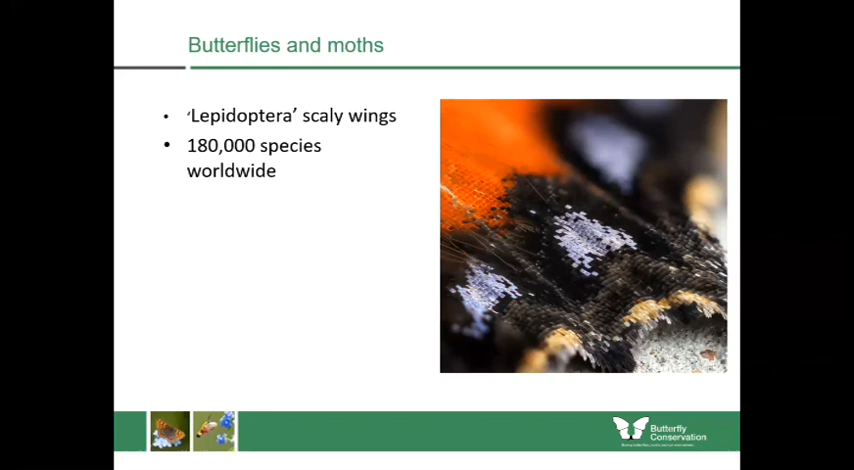 Butterflies and moths
• ‘Lepidoptera’ scaly wings
• 180,000 species
worldwide
Butterfly
Conservation